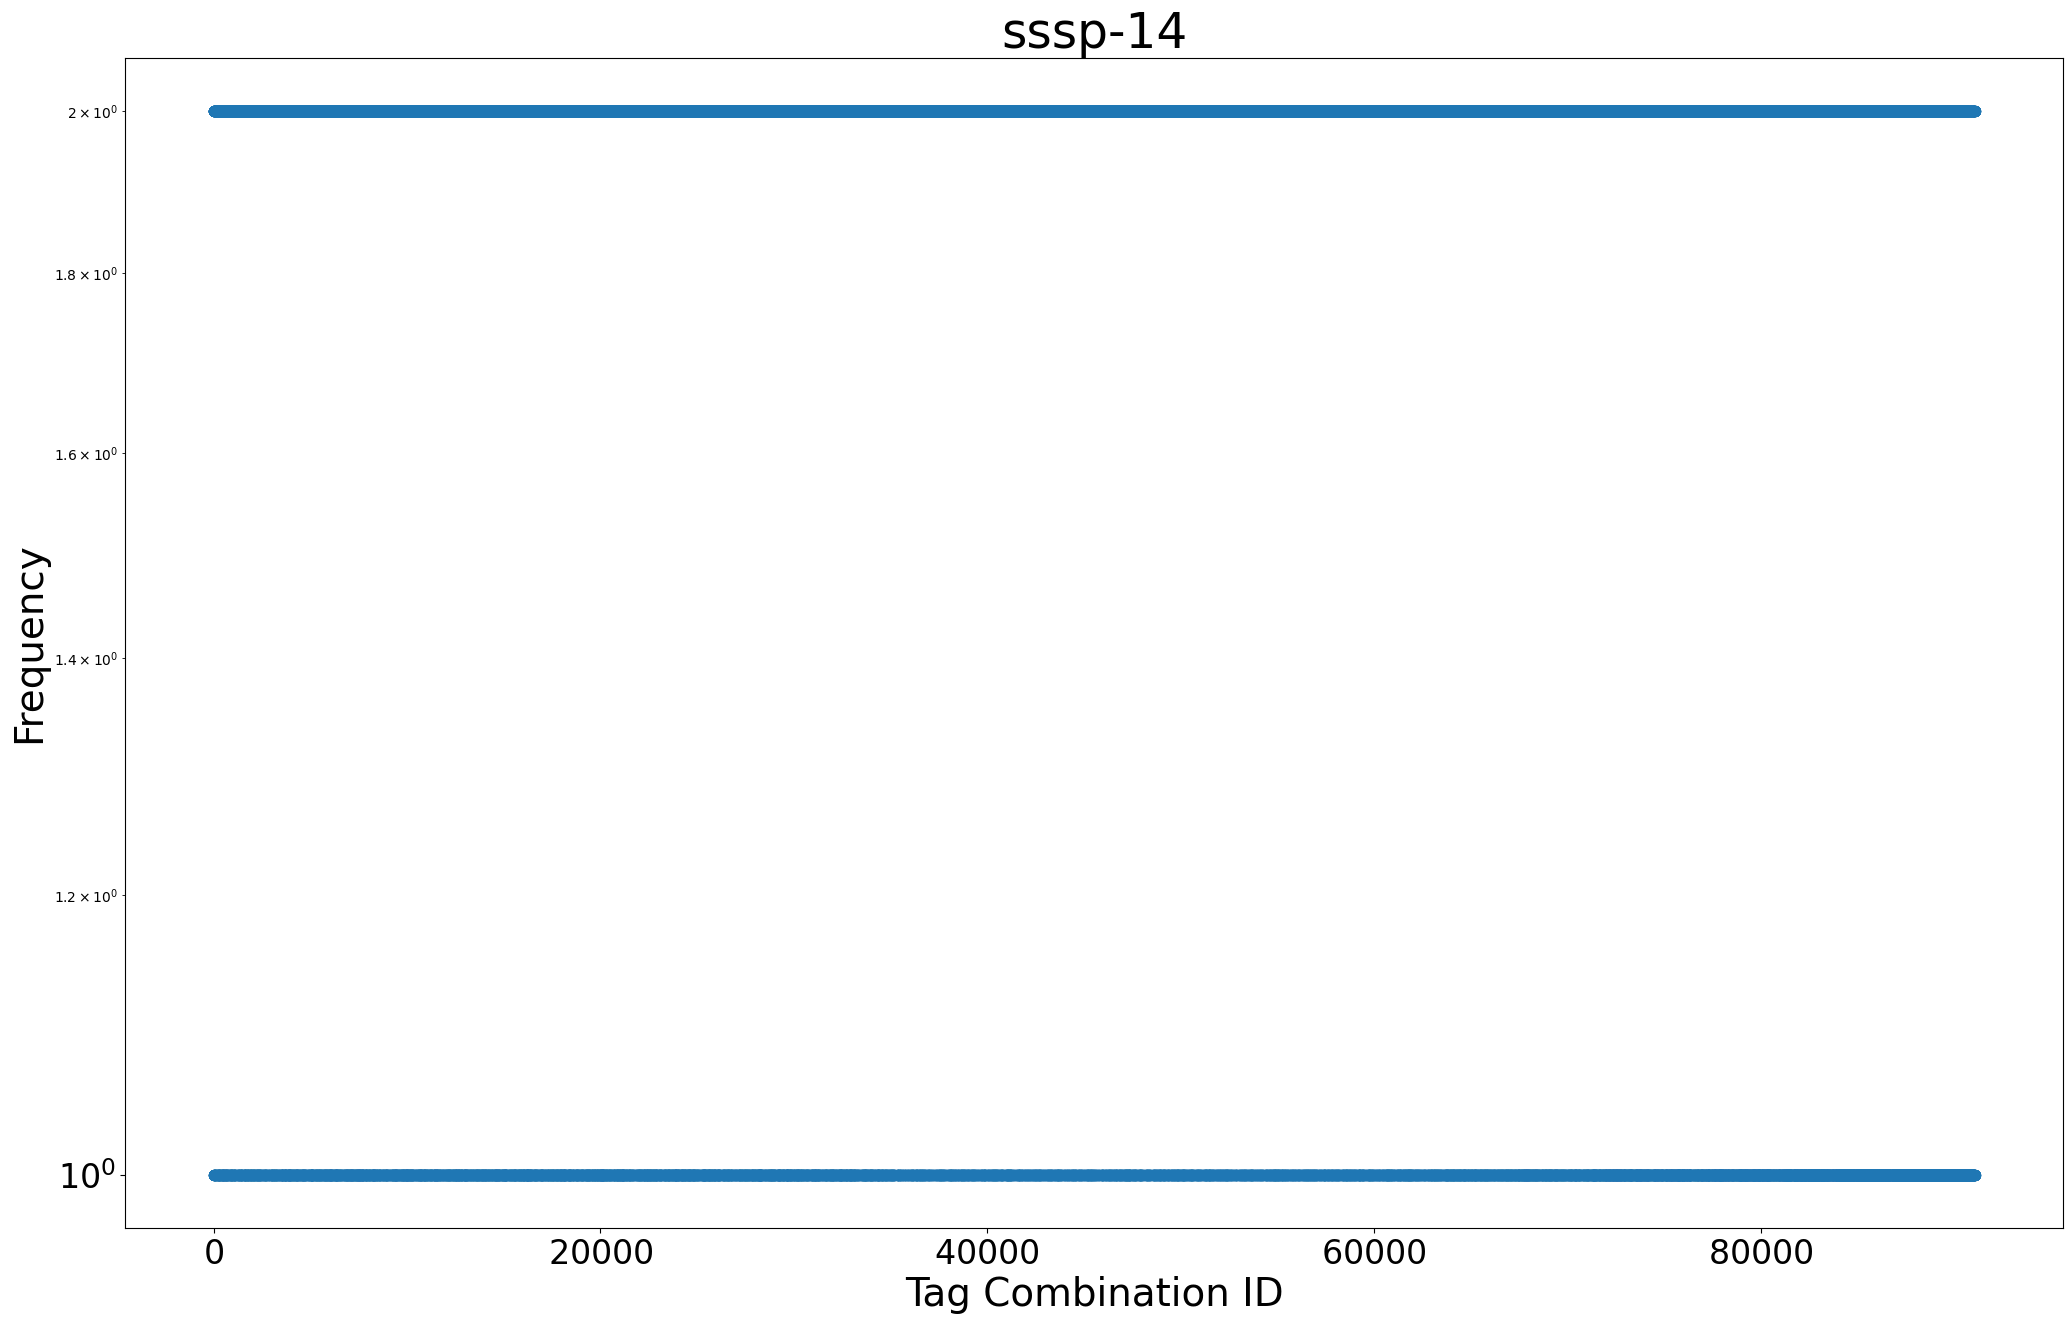 sssp-14
2 × 10⁰
1.8 × 10⁰
1.6 × 10⁰
1.4 × 10⁰
1.2 × 10⁰
10⁰
Frequency
0 20000 40000 60000 80000
Tag Combination ID